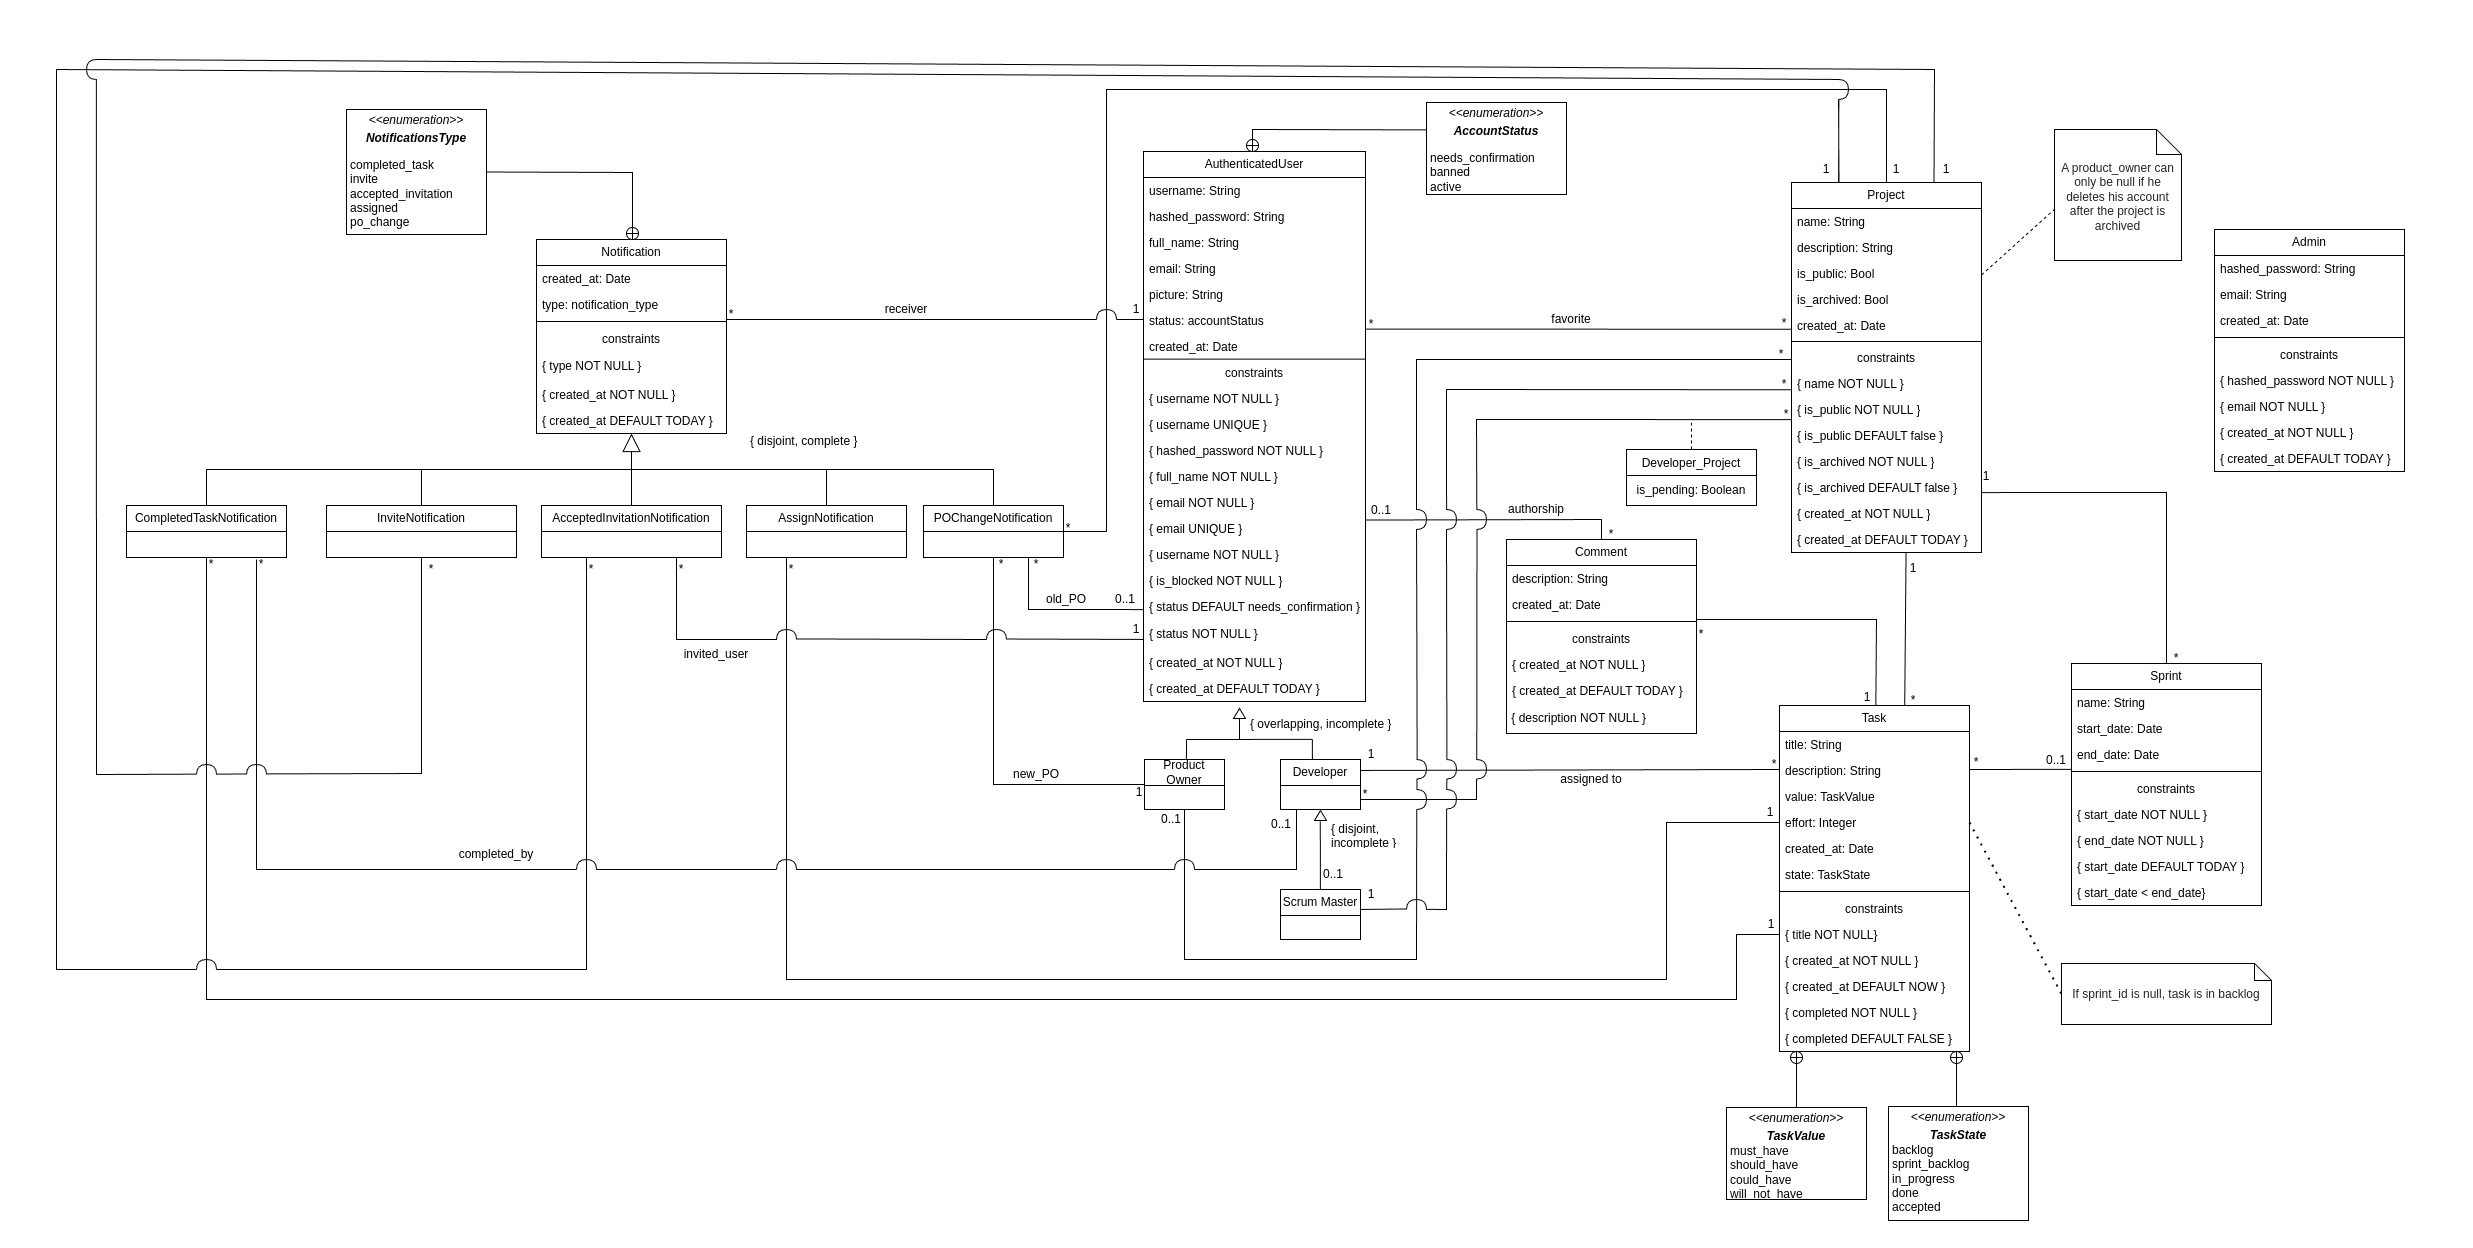 <<enumeration>>
NotificationsType
completed_task
invite
accepted_invitation
assigned
po_change
Notification
created_at: Date
type: notification_type
constraints
{ type NOT NULL }
{ created_at NOT NULL }
{ created_at DEFAULT TODAY }
{ disjoint, complete }
*
receiver
1
CompletedTaskNotification
*
*
InviteNotification
*
AcceptedInvitationNotification
*
*
AssignNotification
*
POChangeNotification
*
*
*
old_PO
0..1
invited_user
1
new_PO
1
completed_by
<<enumeration>>
AccountStatus
needs_confirmation
banned
active
AuthenticatedUser
username: String
hashed_password: String
full_name: String
email: String
picture: String
status: accountStatus
created_at: Date
constraints
{ username NOT NULL }
{ username UNIQUE }
{ hashed_password NOT NULL }
{ full_name NOT NULL }
{ email NOT NULL }
{ email UNIQUE }
{ username NOT NULL }
{ is_blocked NOT NULL }
{ status DEFAULT needs_confirmation }
{ status NOT NULL }
{ created_at NOT NULL }
{ created_at DEFAULT TODAY }
{ overlapping, incomplete }
Product
Owner
0..1
Developer
1
*
0..1
{ disjoint,
incomplete }
0..1
Scrum Master
1
assigned to
*
favorite
*
*
*
*
0..1
authorship
*
Developer_Project
is_pending: Boolean
Comment
description: String
created_at: Date
constraints
{ created_at NOT NULL }
{ created_at DEFAULT TODAY }
{ description NOT NULL }
*
1
1
1
1
Project
name: String
description: String
is_public: Bool
is_archived: Bool
created_at: Date
constraints
{ name NOT NULL }
{ is_public NOT NULL }
{ is_public DEFAULT false }
{ is_archived NOT NULL }
{ is_archived DEFAULT false }
{ created_at NOT NULL }
{ created_at DEFAULT TODAY }
1
1
*
A product_owner can
only be null if he
deletes his account
after the project is
archived
Admin
hashed_password: String
email: String
created_at: Date
constraints
{ hashed_password NOT NULL }
{ email NOT NULL }
{ created_at NOT NULL }
{ created_at DEFAULT TODAY }
*
Sprint
name: String
start_date: Date
end_date: Date
constraints
{ start_date NOT NULL }
{ end_date NOT NULL }
{ start_date DEFAULT TODAY }
{ start_date < end_date}
*
0..1
*
1
1
Task
title: String
description: String
value: TaskValue
effort: Integer
created_at: Date
state: TaskState
constraints
{ title NOT NULL}
{ created_at NOT NULL }
{ created_at DEFAULT NOW }
{ completed NOT NULL }
{ completed DEFAULT FALSE }
If sprint_id is null, task is in backlog
<<enumeration>>
TaskValue
must_have
should_have
could_have
will_not_have
<<enumeration>>
TaskState
backlog
sprint_backlog
in_progress
done
accepted